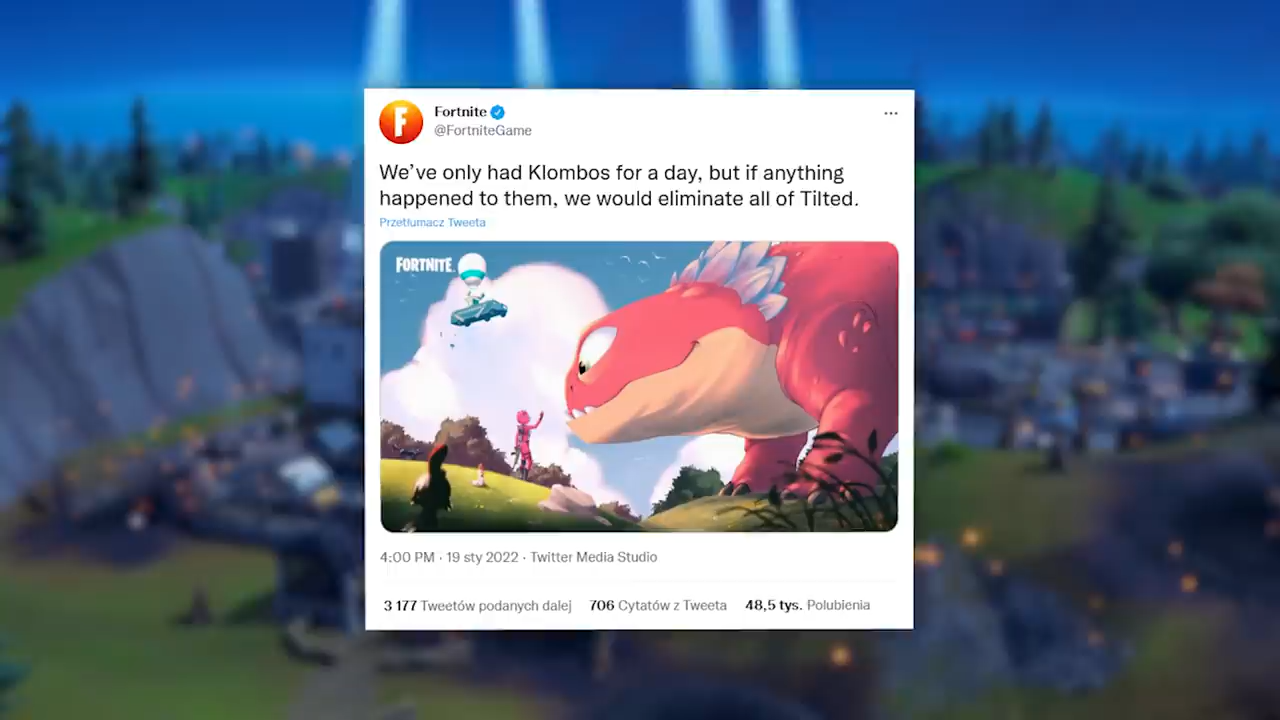 Fortnite
@FortniteGame
We’ve only had Klombos for a day, but if anything
happened to them, we would eliminate all of Tilted.
Przetłumacz Tweeta
FORTNITE
4:00 PM · 19 sty 2022 · Twitter Media Studio
3 177 Tweetów podanych dalej 706 Cytatów z Tweeta 48,5 tys. Polubienia